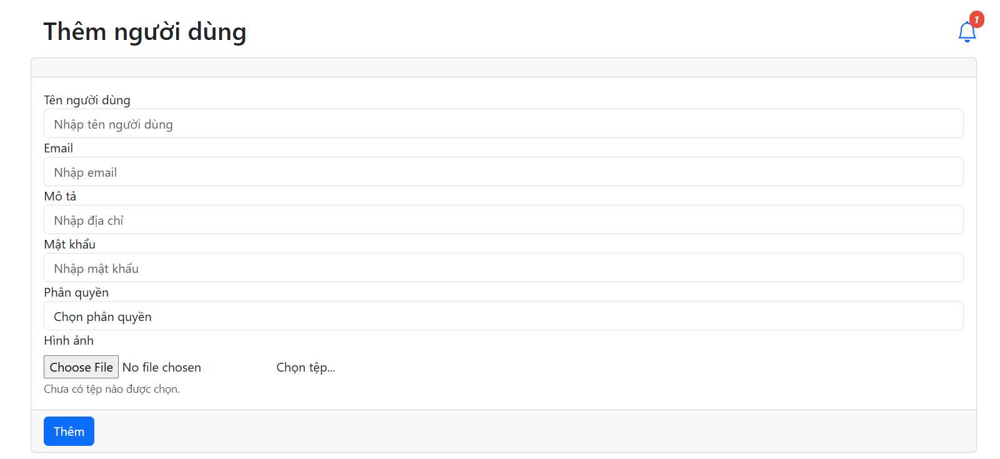 Thêm người dùng
1
Tên người dùng
Nhập tên người dùng
Email
Nhập email
Mô tả
Nhập địa chỉ
Mật khẩu
Nhập mật khẩu
Phân quyền
Chọn phân quyền
Hình ảnh
Choose File No file chosen Chọn tệp...
Chưa có tệp nào được chọn.
Thêm